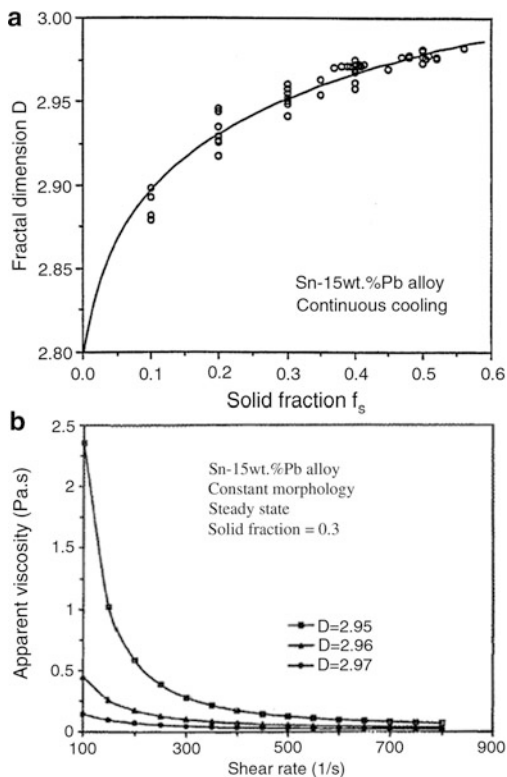 a
3.00
2.95
2.90
2.85
2.80
Fractal dimension D
Sn-15wt.%Pb alloy
Continuous cooling
0.0 0.1 0.2 0.3 0.4 0.5 0.6
Solid fraction fs
b
2.5
2
1.5
1
0.5
0
Apparent viscosity (Pa.s)
Sn-15wt.%Pb alloy
Constant morphology
Steady state
Solid fraction = 0.3
D=2.95
D=2.96
D=2.97
100 300 500 700 900
Shear rate (1/s)